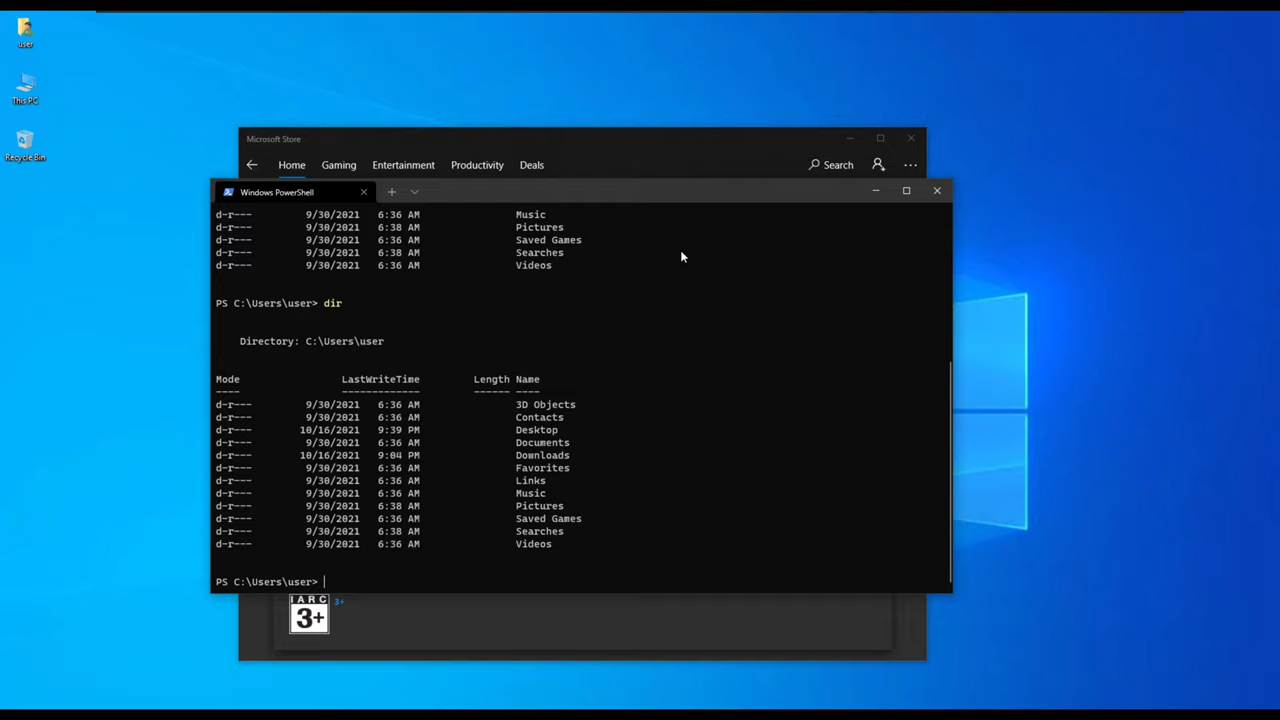 user
This PC
Recycle Bin
Microsoft Store
Home Gaming Entertainment Productivity Deals Search
Windows PowerShell
d-r--- 9/30/2021 6:36 AM Music
d-r--- 9/30/2021 6:38 AM Pictures
d-r--- 9/30/2021 6:36 AM Saved Games
d-r--- 9/30/2021 6:38 AM Searches
d-r--- 9/30/2021 6:36 AM Videos
PS C:\Users\user> dir
Directory: C:\Users\user
Mode LastWriteTime Length Name
---- ------------- ------ ----
d-r--- 9/30/2021 6:36 AM 3D Objects
d-r--- 9/30/2021 6:36 AM Contacts
d-r--- 10/16/2021 9:39 PM Desktop
d-r--- 9/30/2021 6:36 AM Documents
d-r--- 10/16/2021 9:04 PM Downloads
d-r--- 9/30/2021 6:36 AM Favorites
d-r--- 9/30/2021 6:36 AM Links
d-r--- 9/30/2021 6:36 AM Music
d-r--- 9/30/2021 6:38 AM Pictures
d-r--- 9/30/2021 6:36 AM Saved Games
d-r--- 9/30/2021 6:38 AM Searches
d-r--- 9/30/2021 6:36 AM Videos
PS C:\Users\user>
IARC 3+
3+